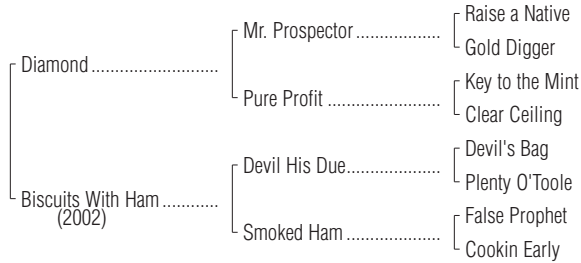 Raise a Native
Mr. Prospector ..................
Gold Digger
Diamond ...........................
Key to the Mint
Pure Profit ........................
Clear Ceiling
Devil's Bag
Devil His Due....................
Plenty O'Toole
Biscuits With Ham ............
(2002)
False Prophet
Smoked Ham ....................
Cookin Early